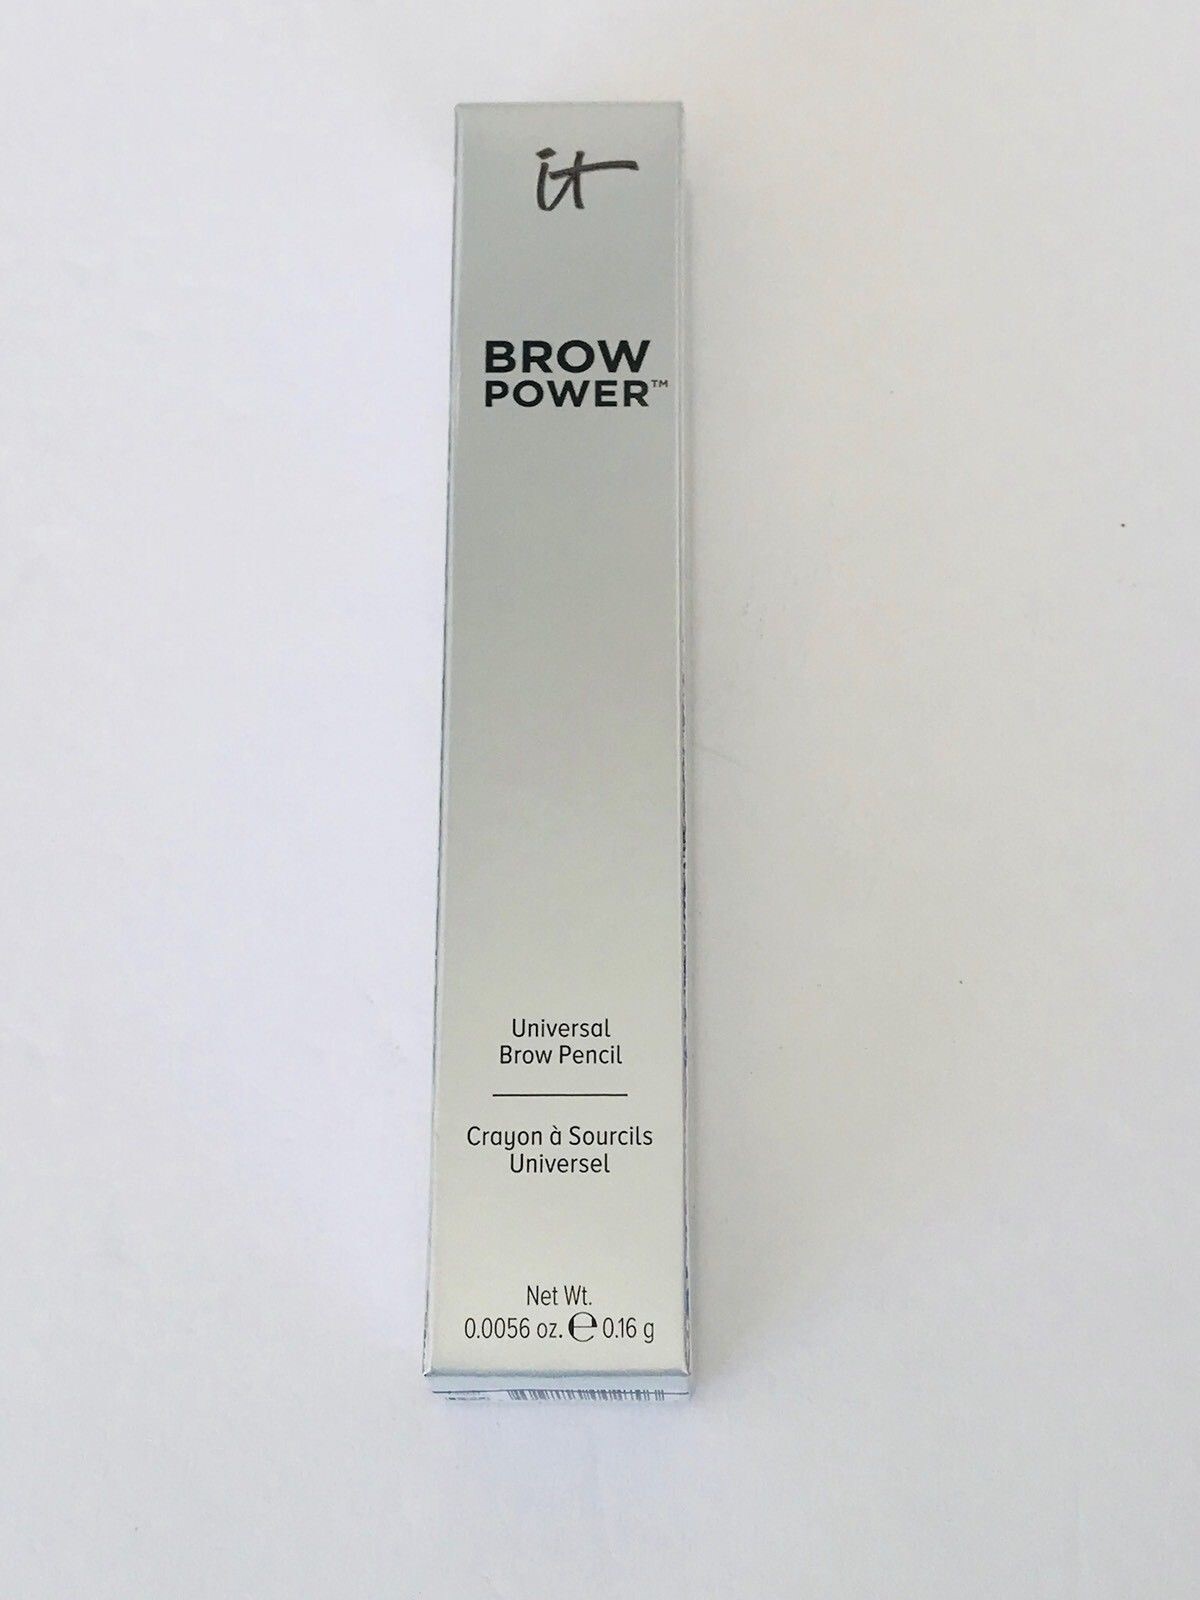 it
BROW
POWER™
Universal
Brow Pencil
Crayon à Sourcils
Universel
Net Wt.
0.0056 oz. ℮ 0.16 g